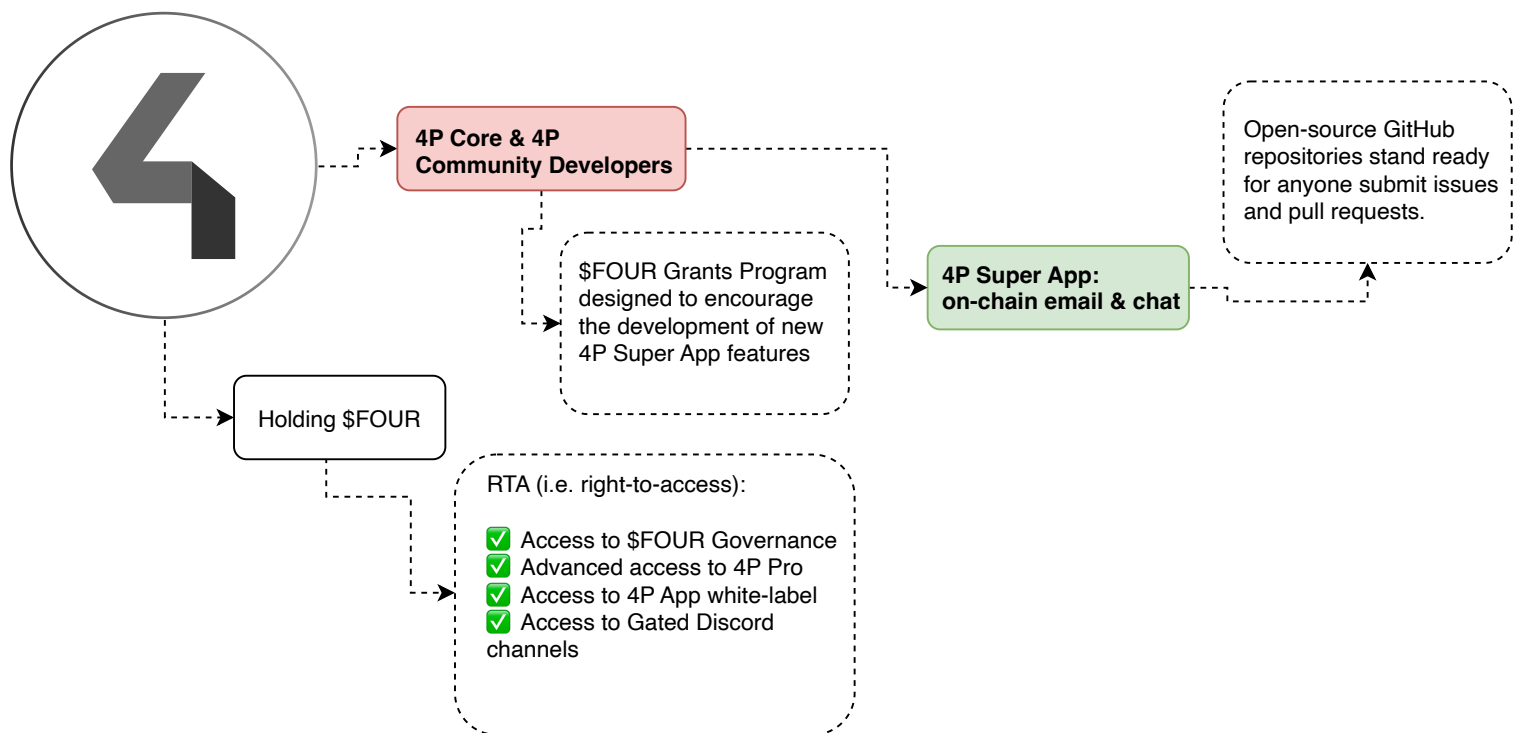 4P Core & 4P
Community Developers
Open-source GitHub
repositories stand ready
for anyone submit issues
and pull requests.
$FOUR Grants Program
designed to encourage
the development of new
4P Super App features
4P Super App:
on-chain email & chat
Holding $FOUR
RTA (i.e. right-to-access):
✅ Access to $FOUR Governance
✅ Advanced access to 4P Pro
✅ Access to 4P App white-label
✅ Access to Gated Discord
channels